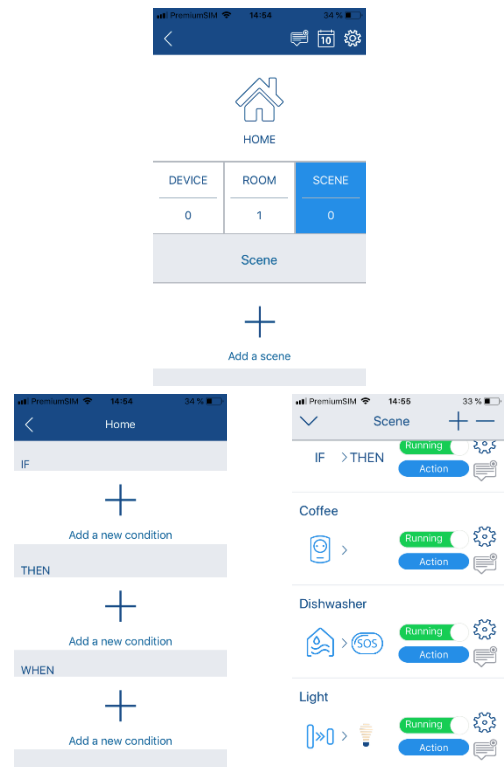 PremiumSIM 14:54 34 %
10
HOME
DEVICE ROOM SCENE
0 1 0
Scene
Add a scene
PremiumSIM 14:54 34 %
Home
IF
Add a new condition
THEN
Add a new condition
WHEN
Add a new condition
PremiumSIM 14:55 33 %
Scene
IF > THEN Running
Action
Coffee
Running
Action
Dishwasher
SOS Running
Action
Light
Running
Action